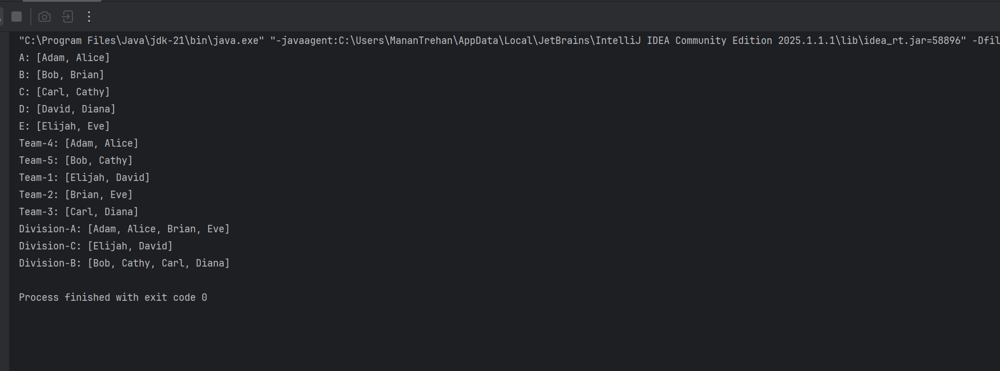 "C:\Program Files\Java\jdk-21\bin\java.exe" "-javaagent:C:\Users\MananTrehan\AppData\Local\JetBrains\IntelliJ IDEA Community Edition 2025.1.1.1\lib\idea_rt.jar=58896" -Dfil
A: [Adam, Alice]
B: [Bob, Brian]
C: [Carl, Cathy]
D: [David, Diana]
E: [Elijah, Eve]
Team-4: [Adam, Alice]
Team-5: [Bob, Cathy]
Team-1: [Elijah, David]
Team-2: [Brian, Eve]
Team-3: [Carl, Diana]
Division-A: [Adam, Alice, Brian, Eve]
Division-C: [Elijah, David]
Division-B: [Bob, Cathy, Carl, Diana]
Process finished with exit code 0